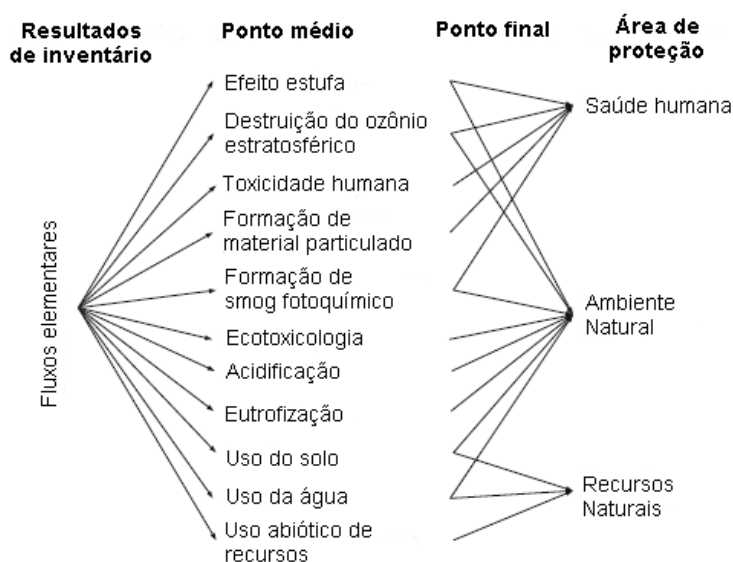 Resultados
de inventário
Ponto médio
Ponto final
Área de
proteção
Fluxos elementares
Efeito estufa
Destruição do ozônio
estratosférico
Toxicidade humana
Formação de
material particulado
Formação de
smog fotoquímico
Ecotoxicologia
Acidificação
Eutrofização
Uso do solo
Uso da água
Uso abiótico de
recursos
Saúde humana
Ambiente
Natural
Recursos
Naturais